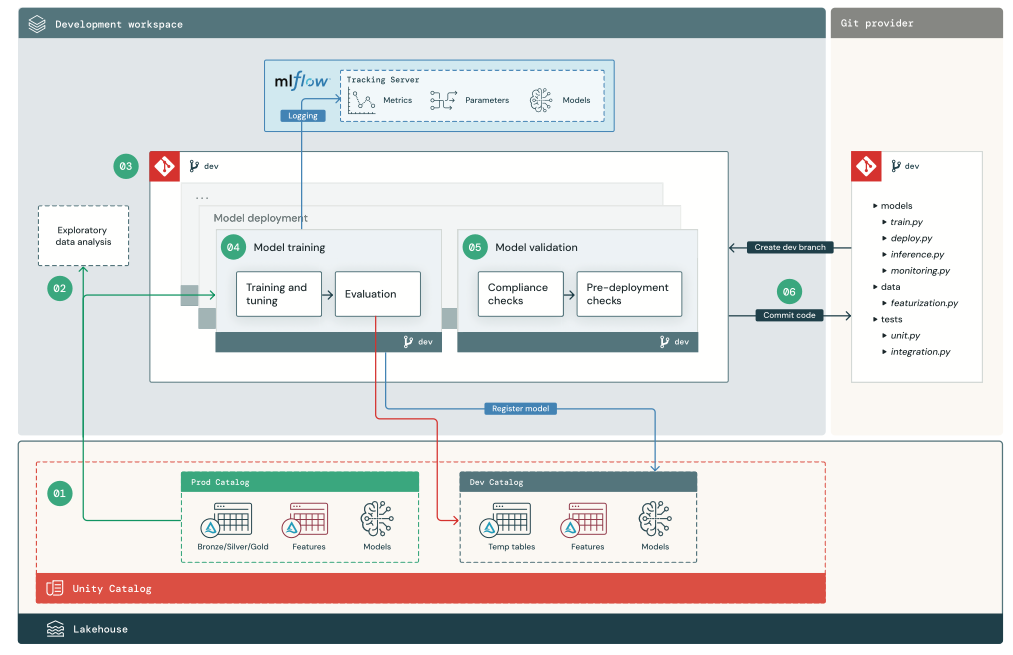 Development workspace
Git provider
mlflow
Tracking Server
Metrics
Parameters
Models
Logging
03
dev
...
Model deployment
04
Model training
Training and
tuning
Evaluation
dev
05
Model validation
Compliance
checks
Pre-deployment
checks
dev
Exploratory
data analysis
02
Create dev branch
06
Commit code
dev
models
train.py
deploy.py
inference.py
monitoring.py
data
featurization.py
tests
unit.py
integration.py
Register model
01
Prod Catalog
Bronze/Silver/Gold
Features
Models
Dev Catalog
Temp tables
Features
Models
Unity Catalog
Lakehouse